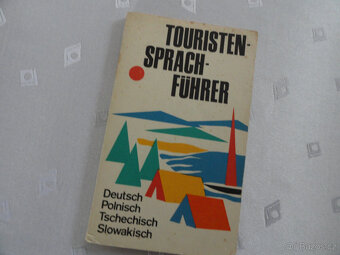 TOURISTEN-
SPRACH-
FÜHRER
Deutsch
Polnisch
Tschechisch
Slowakisch